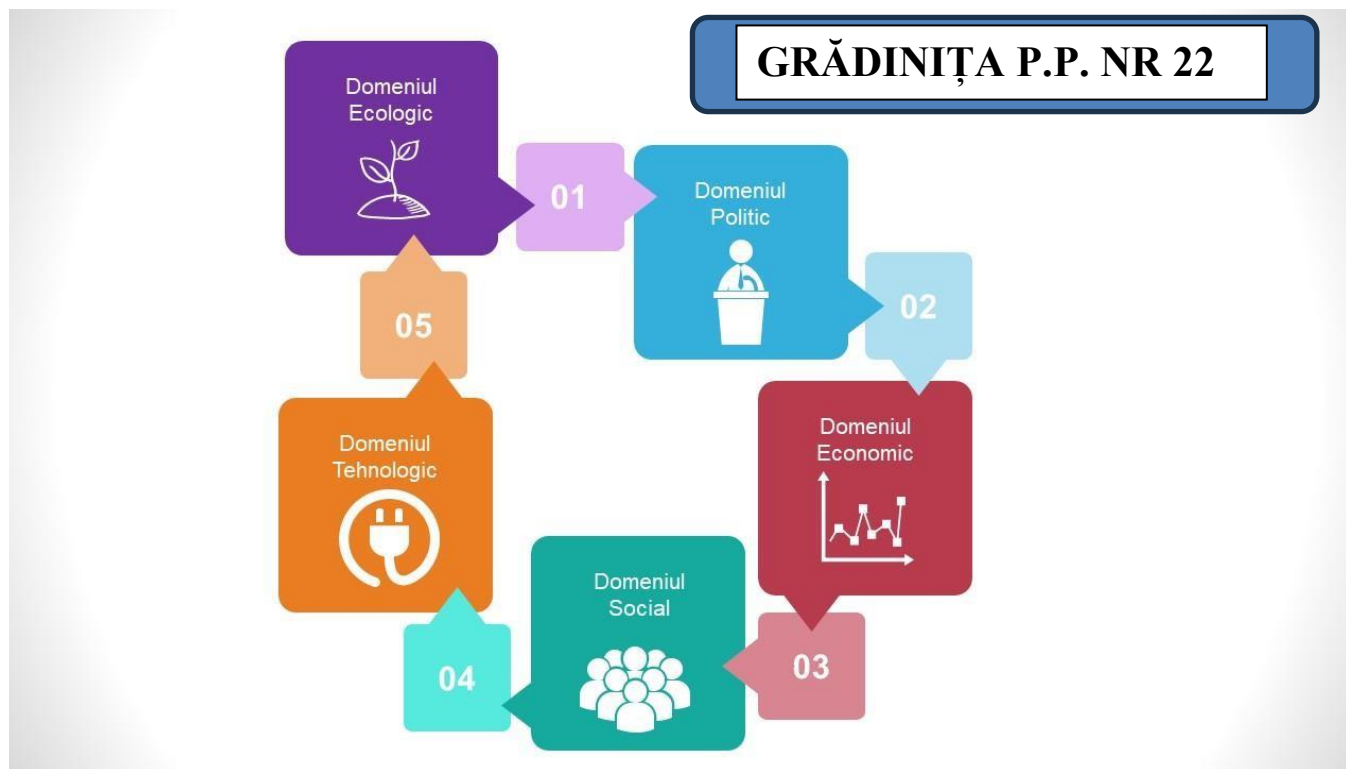 GRĂDINIȚA P.P. NR 22
Domeniul
Ecologic
01
Domeniul
Politic
02
Domeniul
Economic
03
Domeniul
Social
04
Domeniul
Tehnologic
05